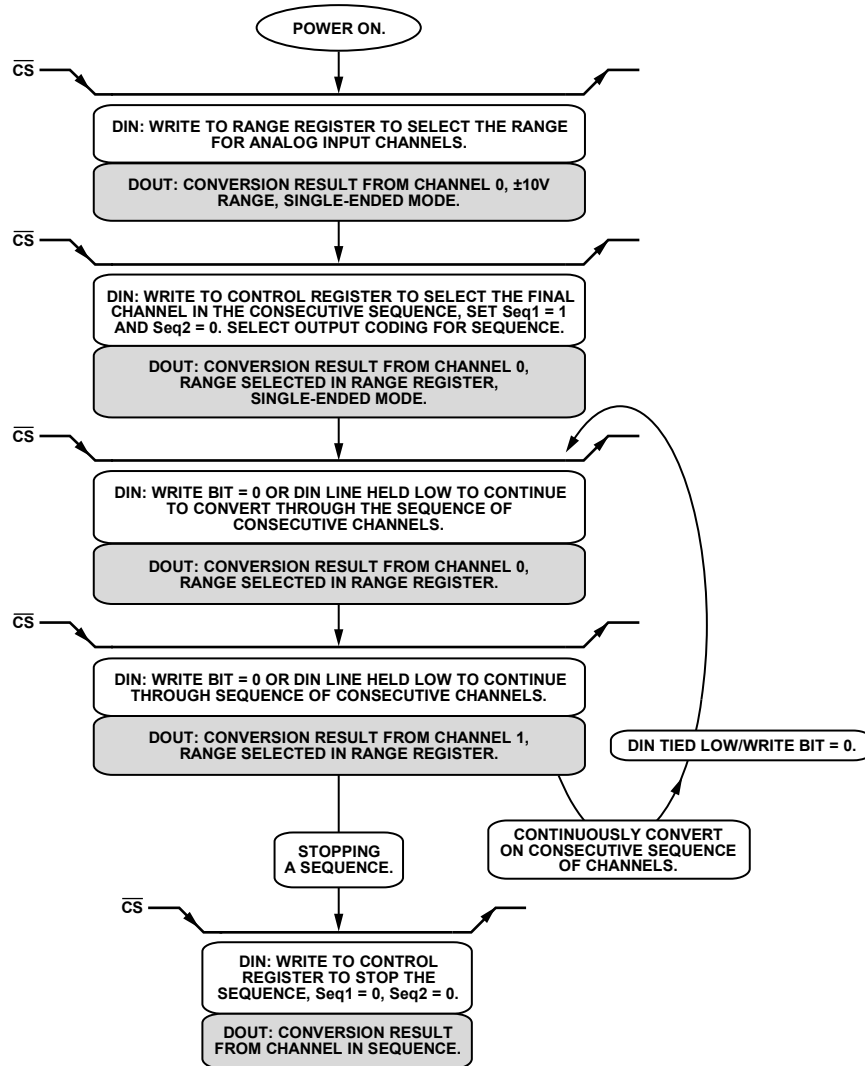 POWER ON.
CS
DIN: WRITE TO RANGE REGISTER TO SELECT THE RANGE
FOR ANALOG INPUT CHANNELS.
DOUT: CONVERSION RESULT FROM CHANNEL 0, ±10V
RANGE, SINGLE-ENDED MODE.
CS
DIN: WRITE TO CONTROL REGISTER TO SELECT THE FINAL
CHANNEL IN THE CONSECUTIVE SEQUENCE, SET Seq1 = 1
AND Seq2 = 0. SELECT OUTPUT CODING FOR SEQUENCE.
DOUT: CONVERSION RESULT FROM CHANNEL 0,
RANGE SELECTED IN RANGE REGISTER,
SINGLE-ENDED MODE.
CS
DIN: WRITE BIT = 0 OR DIN LINE HELD LOW TO CONTINUE
TO CONVERT THROUGH THE SEQUENCE OF
CONSECUTIVE CHANNELS.
DOUT: CONVERSION RESULT FROM CHANNEL 0,
RANGE SELECTED IN RANGE REGISTER.
CS
DIN: WRITE BIT = 0 OR DIN LINE HELD LOW TO CONTINUE
THROUGH SEQUENCE OF CONSECUTIVE CHANNELS.
DOUT: CONVERSION RESULT FROM CHANNEL 1,
RANGE SELECTED IN RANGE REGISTER.
DIN TIED LOW/WRITE BIT = 0.
STOPPING
A SEQUENCE.
CONTINUOUSLY CONVERT
ON CONSECUTIVE SEQUENCE
OF CHANNELS.
CS
DIN: WRITE TO CONTROL
REGISTER TO STOP THE
SEQUENCE, Seq1 = 0, Seq2 = 0.
DOUT: CONVERSION RESULT
FROM CHANNEL IN SEQUENCE.